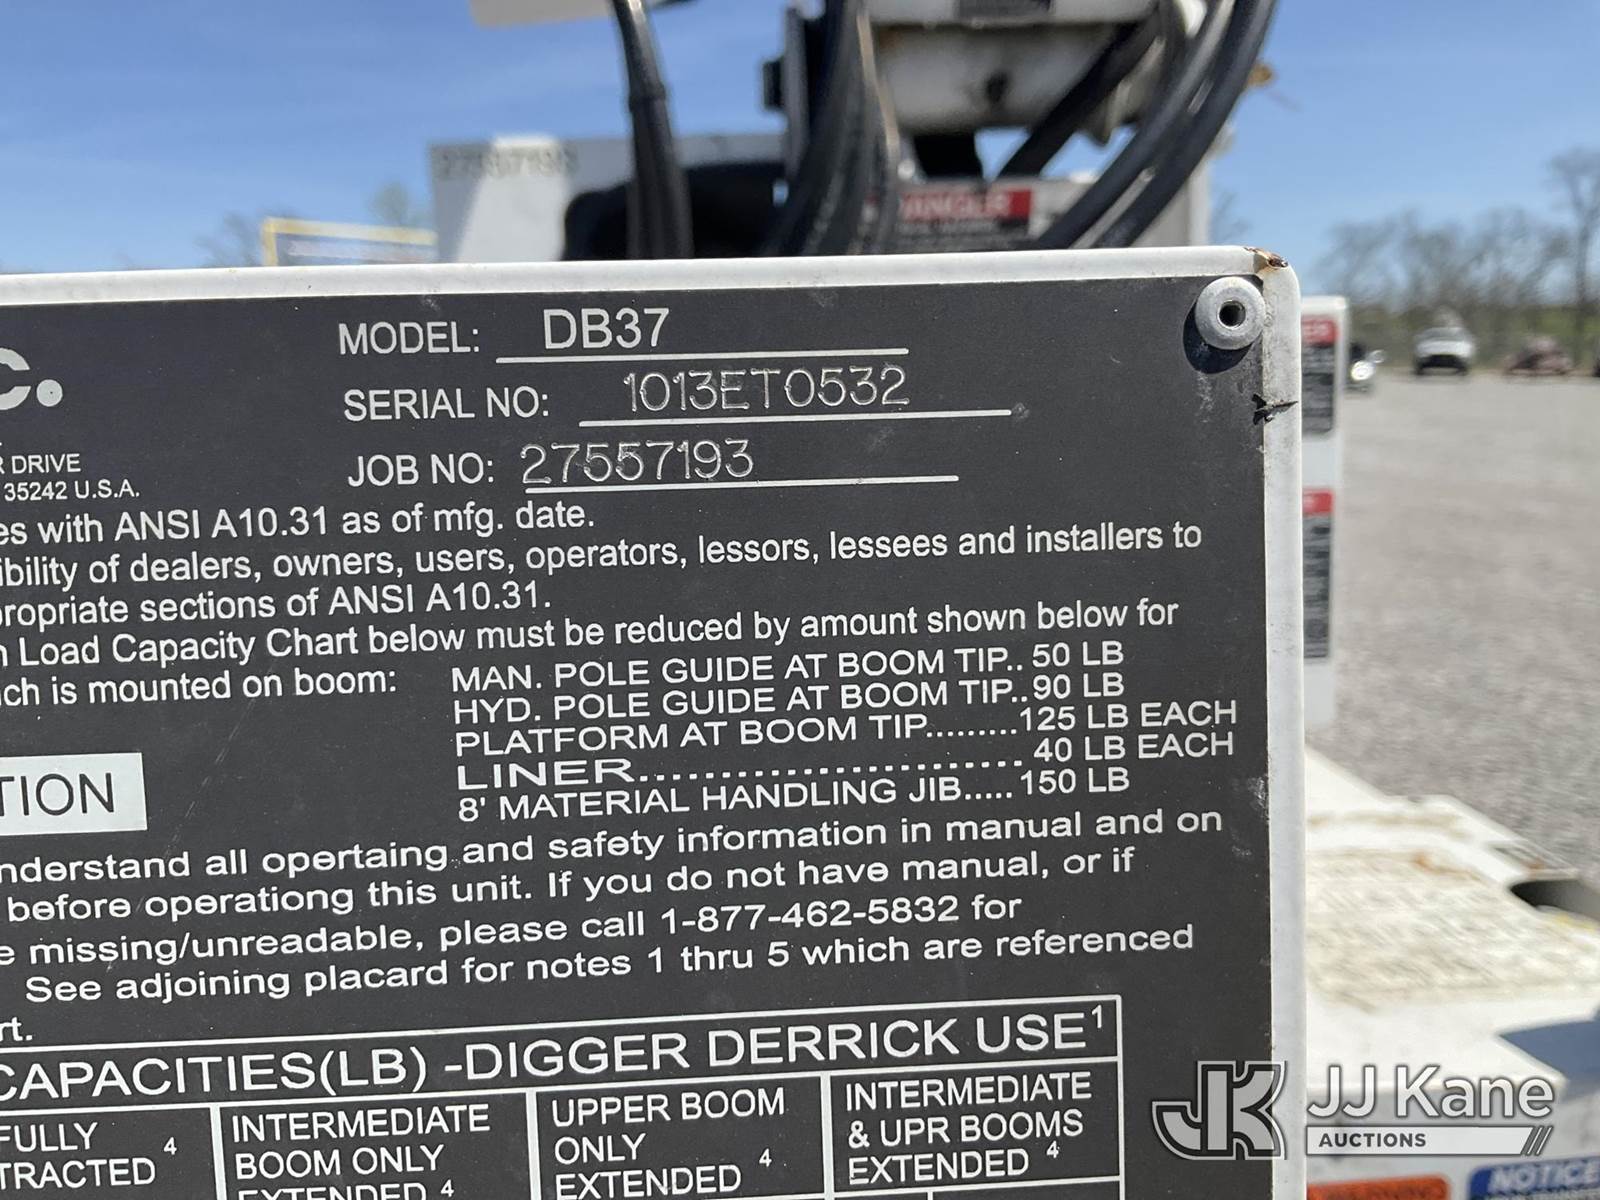 27557193
DANGER
C.
MODEL: DB37
SERIAL NO: 1013ET0532
R DRIVE
JOB NO: 27557193
35242 U.S.A.
es with ANSI A10.31 as of mfg. date.
ibility of dealers, owners, users, operators, lessors, lessees and installers to
propriate sections of ANSI A10.31.
n Load Capacity Chart below must be reduced by amount shown below for
ch is mounted on boom:
MAN. POLE GUIDE AT BOOM TIP.. 50 LB
HYD. POLE GUIDE AT BOOM TIP.. 90 LB
PLATFORM AT BOOM TIP.........125 LB EACH
LINER........................ 40 LB EACH
8' MATERIAL HANDLING JIB.....150 LB
TION
nderstand all opertaing and safety information in manual and on
before operationg this unit. If you do not have manual, or if
e missing/unreadable, please call 1-877-462-5832 for
See adjoining placard for notes 1 thru 5 which are referenced
rt.
CAPACITIES(LB) -DIGGER DERRICK USE1
FULLY
TRACTED 4
INTERMEDIATE
BOOM ONLY
EXTENDED 4
UPPER BOOM
ONLY
EXTENDED 4
INTERMEDIATE
& UPR BOOMS
EXTENDED 4
JK JJ Kane
AUCTIONS
NOTICE